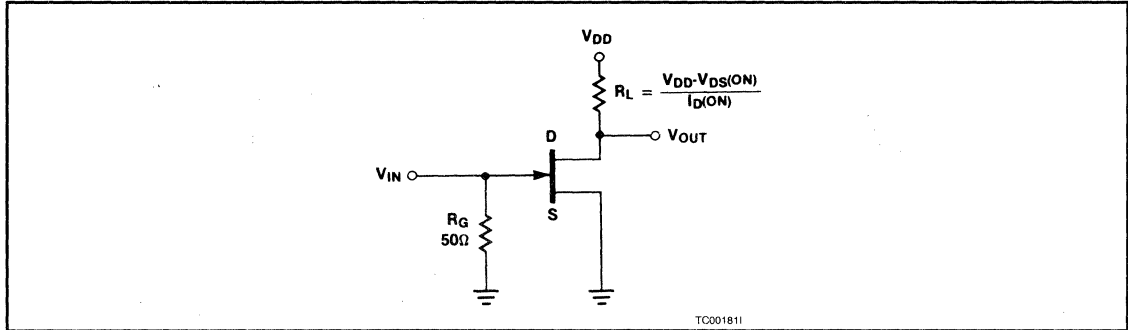 VDD
RL = VDD-VDS(ON)
ID(ON)
D
VOUT
VIN
S
RG
50Ω
TC00181I